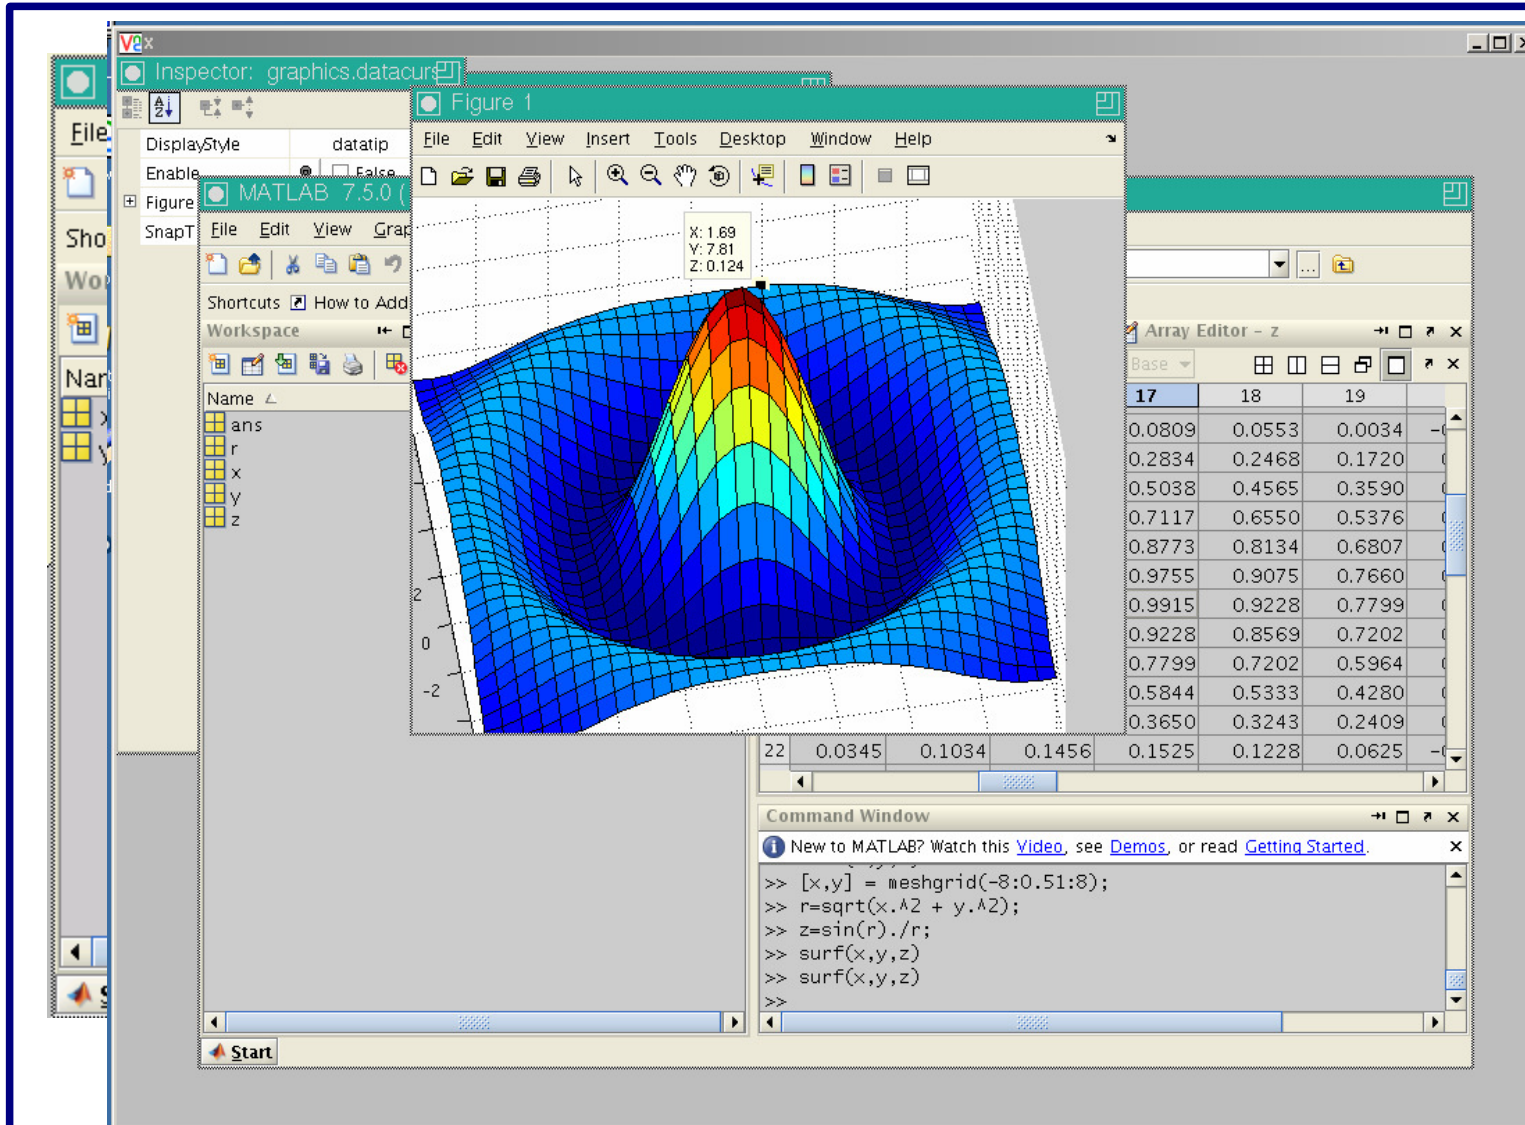 x
Inspector: graphics.datacurs
DisplayStyle datatip
Enable False
Figure
SnapT
File
Sho
Wo
Nar
x
y
Figure 1
File Edit View Insert Tools Desktop Window Help
X: 1.69
Y: 7.81
Z: 0.124
2
0
-2
MATLAB 7.5.0 (
File Edit View Grap
Shortcuts How to Add
Workspace
Name
ans
r
x
y
z
Array Editor - z
Base
17 18 19
0.0809 0.0553 0.0034 -0
0.2834 0.2468 0.1720
0.5038 0.4565 0.3590
0.7117 0.6550 0.5376
0.8773 0.8134 0.6807
0.9755 0.9075 0.7660
0.9915 0.9228 0.7799
0.9228 0.8569 0.7202
0.7799 0.7202 0.5964
0.5844 0.5333 0.4280
0.3650 0.3243 0.2409
22 0.0345 0.1034 0.1456 0.1525 0.1228 0.0625 -0
Command Window
New to MATLAB? Watch this Video, see Demos, or read Getting Started.
>> [x,y] = meshgrid(-8:0.51:8);
>> r=sqrt(x.^2 + y.^2);
>> z=sin(r)./r;
>> surf(x,y,z)
>> surf(x,y,z)
>>
Start
S